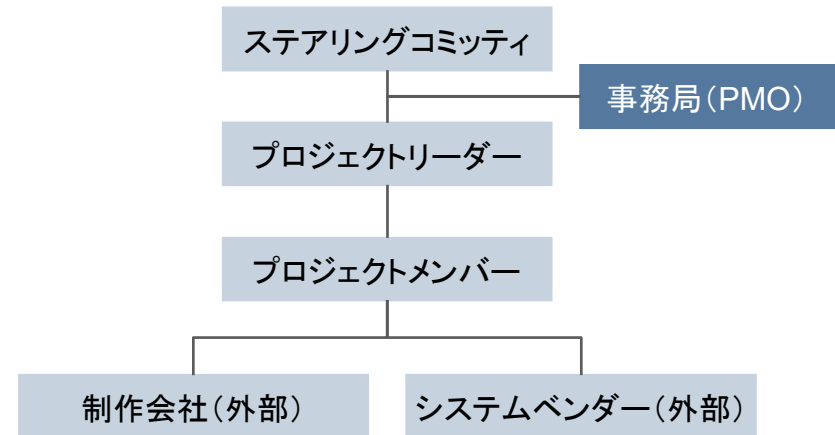 ステアリングコミッティ
事務局（PMO）
プロジェクトリーダー
プロジェクトメンバー
制作会社（外部）
システムベンダー（外部）